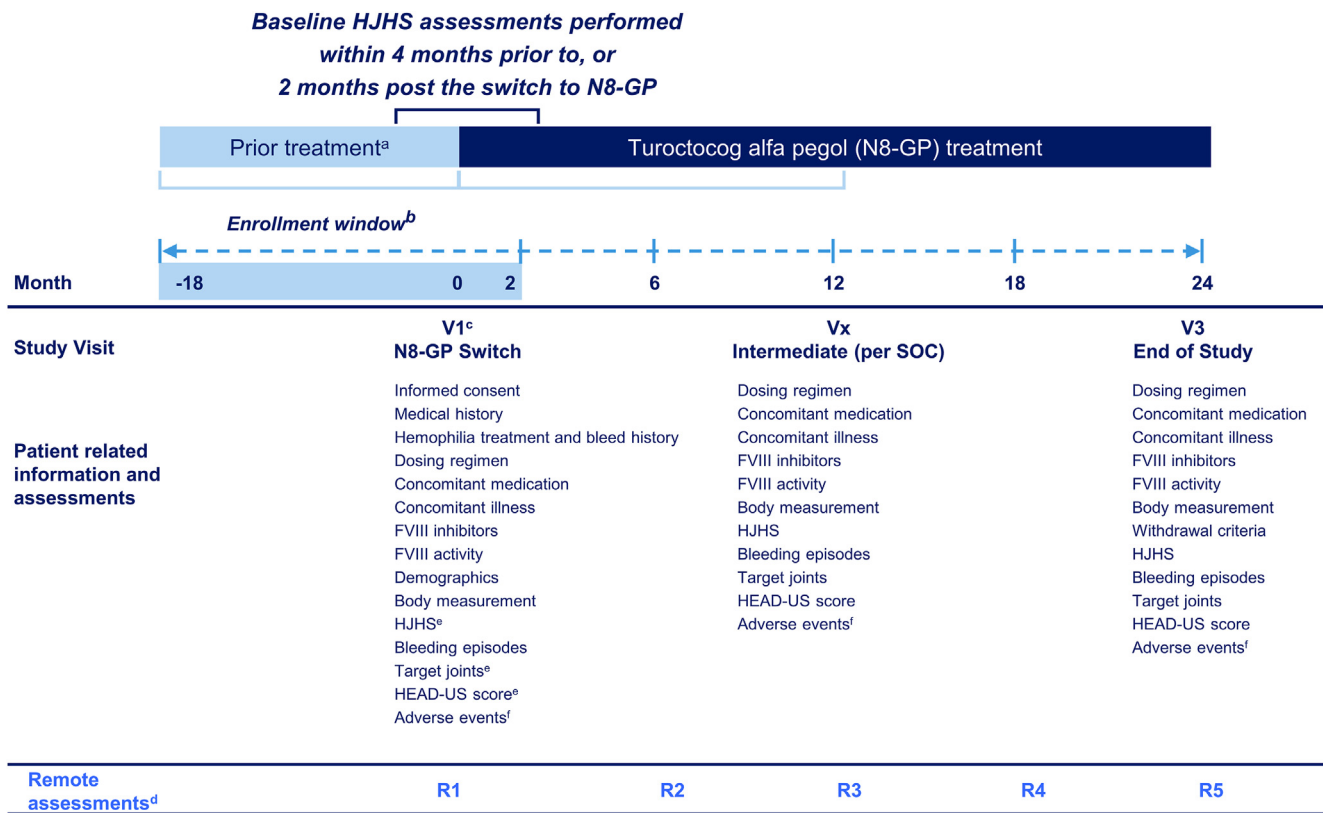 Baseline HJHS assessments performed
within 4 months prior to, or
2 months post the switch to N8-GP
Prior treatmentᵃ
Turoctocog alfa pegol (N8-GP) treatment
Enrollment windowᵇ
Month
-18 0 2 6 12 18 24
Study Visit
V1ᶜ
N8-GP Switch
Vx
Intermediate (per SOC)
V3
End of Study
Patient related
information and
assessments
Informed consent
Medical history
Hemophilia treatment and bleed history
Dosing regimen
Concomitant medication
Concomitant illness
FVIII inhibitors
FVIII activity
Demographics
Body measurement
HJHSᵉ
Bleeding episodes
Target jointsᵉ
HEAD-US scoreᵉ
Adverse eventsᶠ
Dosing regimen
Concomitant medication
Concomitant illness
FVIII inhibitors
FVIII activity
Body measurement
HJHS
Bleeding episodes
Target joints
HEAD-US score
Adverse eventsᶠ
Dosing regimen
Concomitant medication
Concomitant illness
FVIII inhibitors
FVIII activity
Body measurement
Withdrawal criteria
HJHS
Bleeding episodes
Target joints
HEAD-US score
Adverse eventsᶠ
Remote
assessmentsᵈ
R1 R2 R3 R4 R5